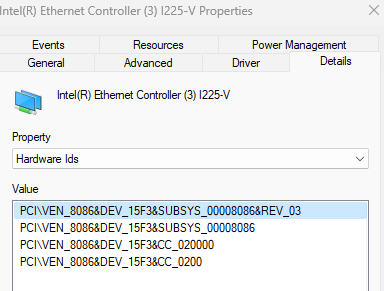 Intel(R) Ethernet Controller (3) I225-V Properties
Events Resources Power Management
General Advanced Driver Details
Intel(R) Ethernet Controller (3) I225-V
Property
Hardware Ids
Value
PCI\VEN_8086&DEV_15F3&SUBSYS_00008086&REV_03
PCI\VEN_8086&DEV_15F3&SUBSYS_00008086
PCI\VEN_8086&DEV_15F3&CC_020000
PCI\VEN_8086&DEV_15F3&CC_0200